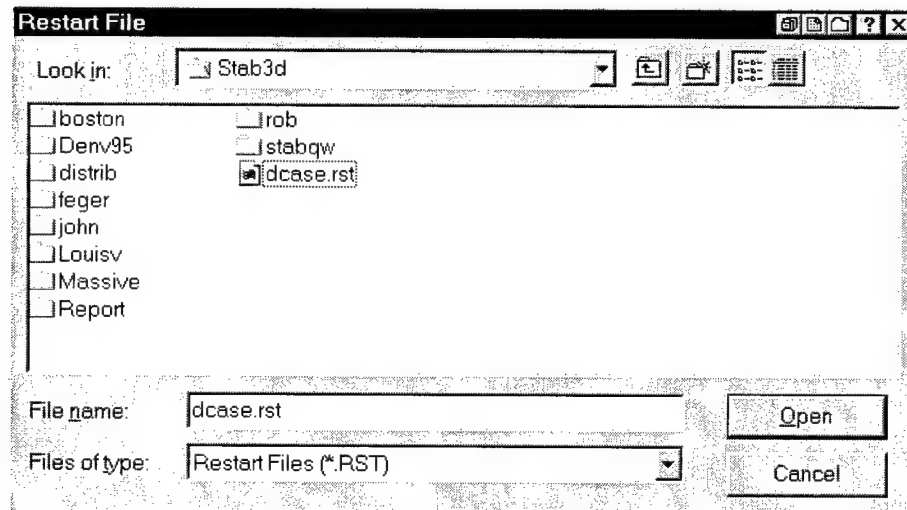 Restart File
Look in: Stab3d
boston
Denv95
distrib
feger
john
Louisv
Massive
Report
rob
stabqw
dcase.rst
File name: dcase.rst
Open
Files of type: Restart Files (*.RST)
Cancel